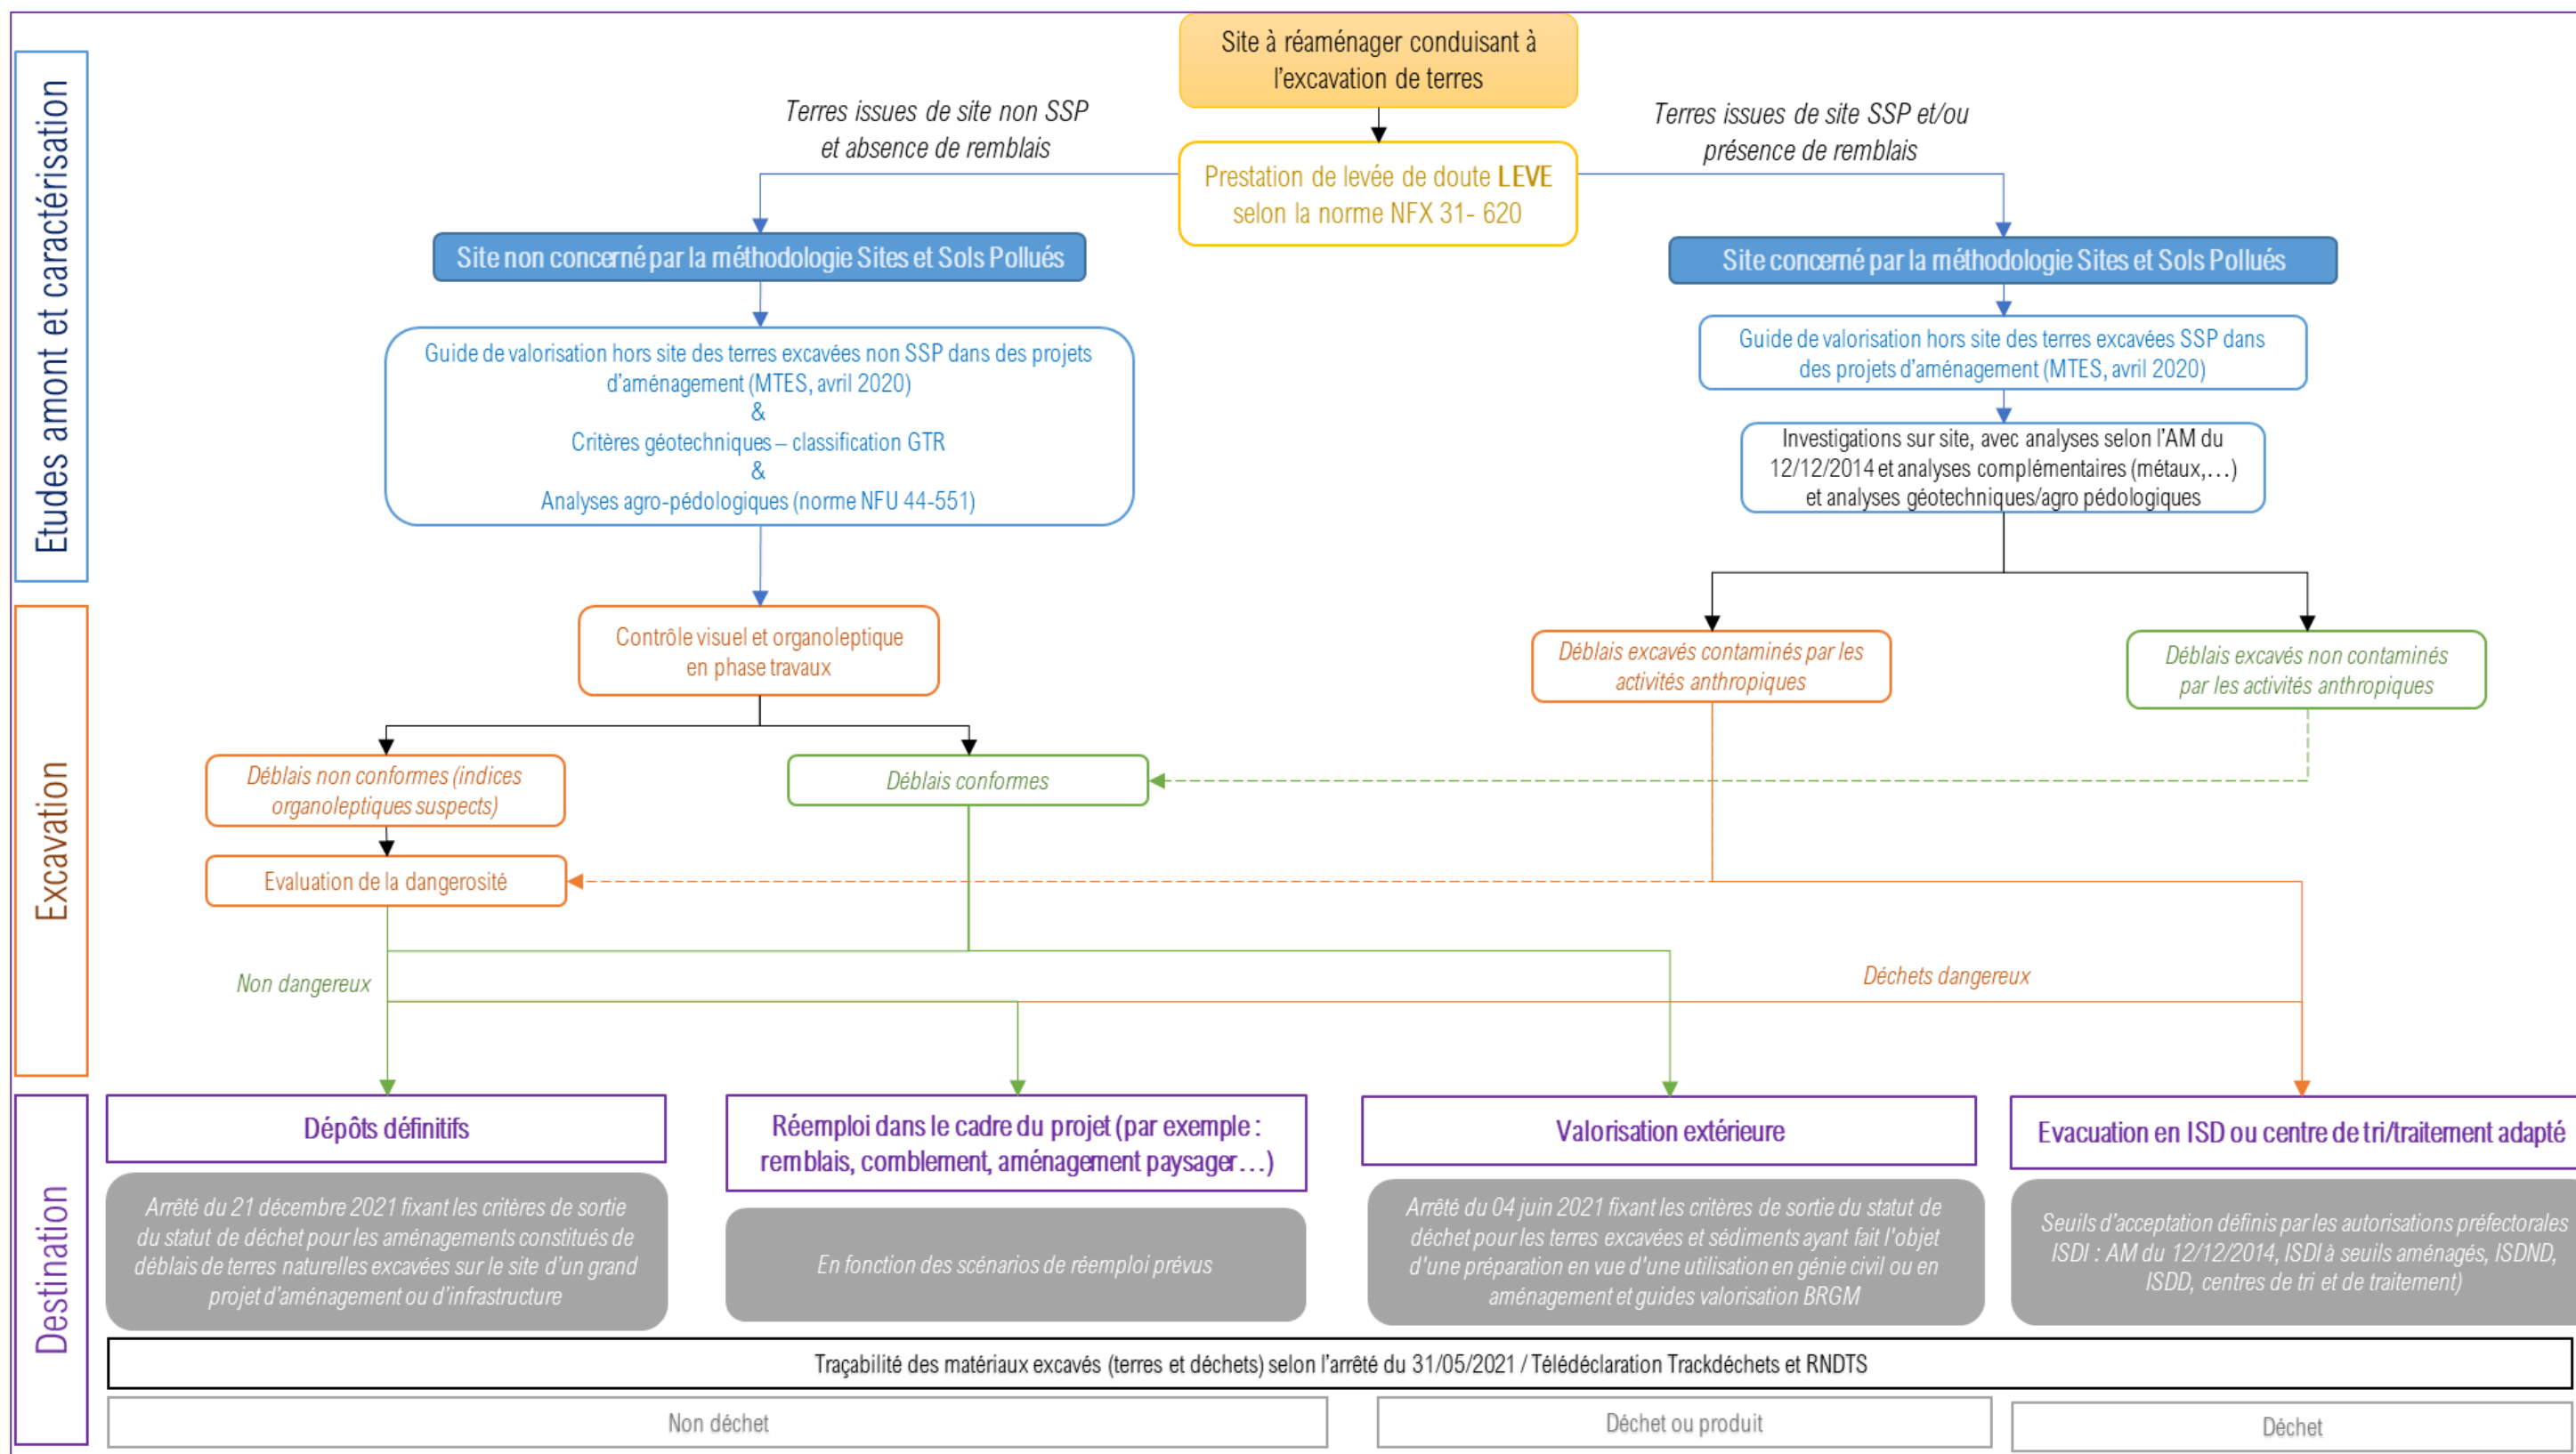 Etudes amont et caractérisation
Site à réaménager conduisant à
l'excavation de terres
Terres issues de site non SSP
et absence de remblais
Terres issues de site SSP et/ou
présence de remblais
Prestation de levée de doute LEVE
selon la norme NFX 31- 620
Site non concerné par la méthodologie Sites et Sols Pollués
Site concerné par la méthodologie Sites et Sols Pollués
Guide de valorisation hors site des terres excavées non SSP dans des projets
d'aménagement (MTES, avril 2020)
&
Critères géotechniques – classification GTR
&
Analyses agro-pédologiques (norme NFU 44-551)
Guide de valorisation hors site des terres excavées SSP dans
des projets d'aménagement (MTES, avril 2020)
Investigations sur site, avec analyses selon l'AM du
12/12/2014 et analyses complémentaires (métaux,…)
et analyses géotechniques/agro pédologiques
Excavation
Contrôle visuel et organoleptique
en phase travaux
Déblais excavés contaminés par les
activités anthropiques
Déblais excavés non contaminés
par les activités anthropiques
Déblais non conformes (indices
organoleptiques suspects)
Déblais conformes
Evaluation de la dangerosité
Non dangereux
Déchets dangereux
Destination
Dépôts définitifs
Réemploi dans le cadre du projet (par exemple :
remblais, comblement, aménagement paysager…)
Valorisation extérieure
Evacuation en ISD ou centre de tri/traitement adapté
Arrêté du 21 décembre 2021 fixant les critères de sortie
du statut de déchet pour les aménagements constitués de
déblais de terres naturelles excavées sur le site d'un grand
projet d'aménagement ou d'infrastructure
En fonction des scénarios de réemploi prévus
Arrêté du 04 juin 2021 fixant les critères de sortie du statut de
déchet pour les terres excavées et sédiments ayant fait l'objet
d'une préparation en vue d'une utilisation en génie civil ou en
aménagement et guides valorisation BRGM
Seuils d'acceptation définis par les autorisations préfectorales
ISDI : AM du 12/12/2014, ISDI à seuils aménagés, ISDND,
ISDD, centres de tri et de traitement)
Traçabilité des matériaux excavés (terres et déchets) selon l'arrêté du 31/05/2021 / Télédéclaration Trackdéchets et RNDTS
Non déchet
Déchet ou produit
Déchet